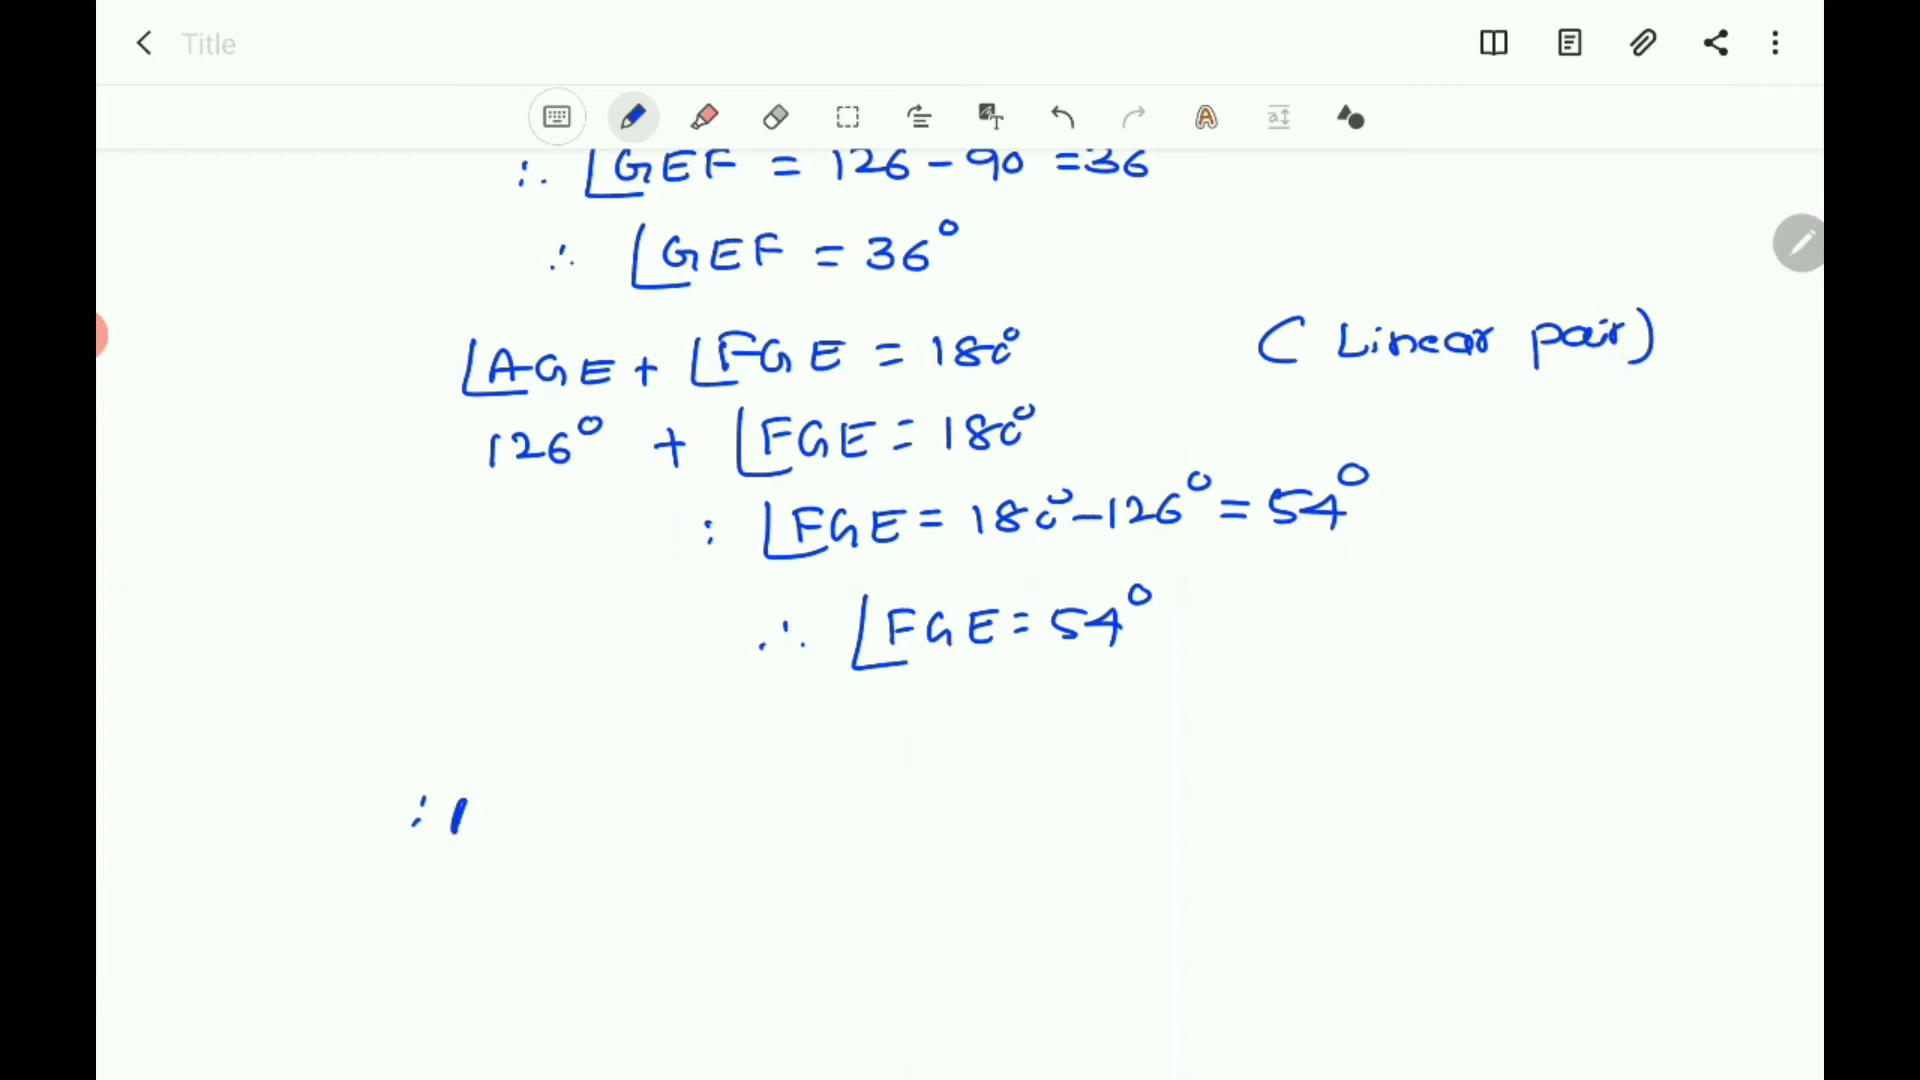 Title
∴ ∠GEF = 126 - 90 = 36
∴ ∠GEF = 36°
∠AGE + ∠FGE = 180° ( Linear pair)
126° + ∠FGE = 180°
: ∠FGE = 180° - 126° = 54°
∴ ∠FGE = 54°